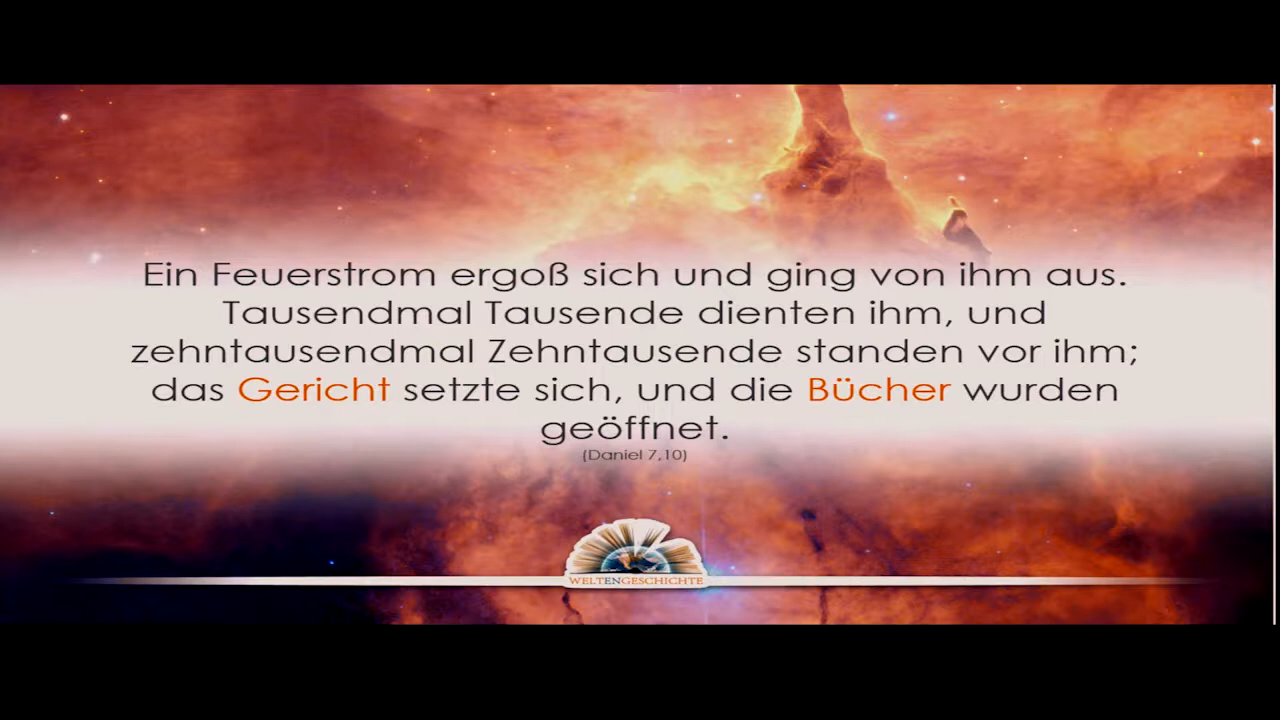 Ein Feuerstrom ergoß sich und ging von ihm aus.
Tausendmal Tausende dienten ihm, und
zehntausendmal Zehntausende standen vor ihm;
das Gericht setzte sich, und die Bücher wurden
geöffnet.
(Daniel 7,10)
WELTENGESCHICHTE